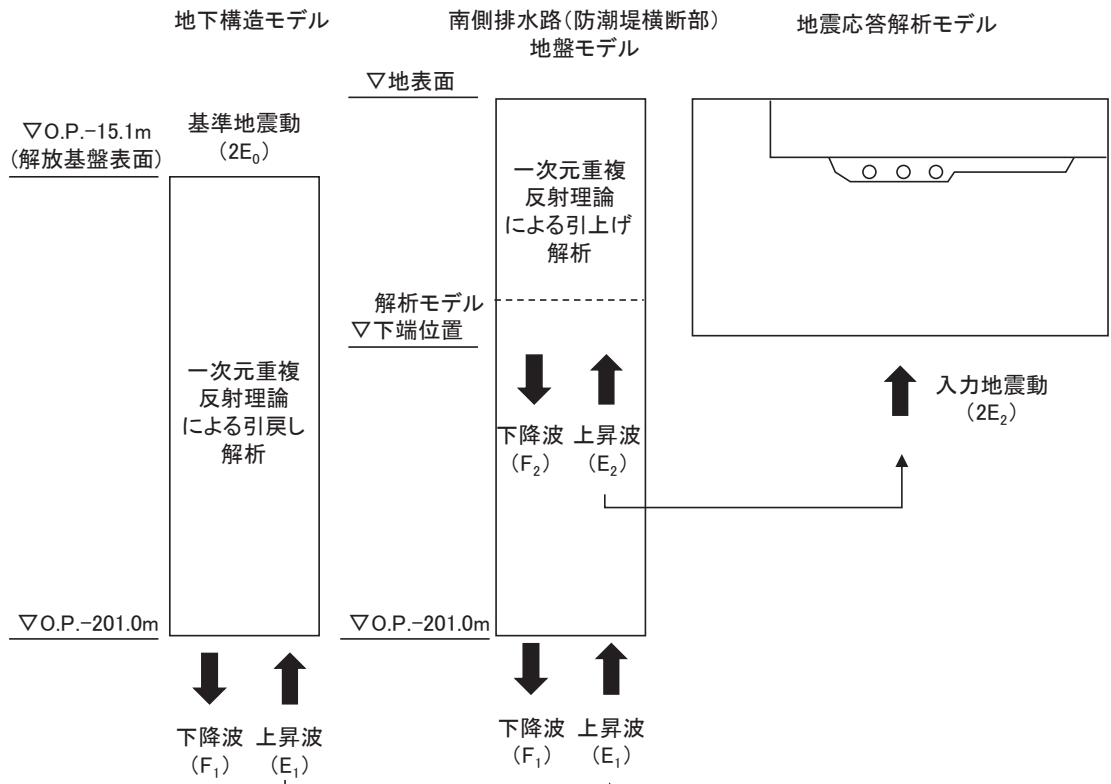 地下構造モデル
▽O.P.-15.1m
(解放基盤表面)
基準地震動
(2E₀)
一次元重複
反射理論
による引戻し
解析
▽O.P.-201.0m
下降波
(F₁)
上昇波
(E₁)
南側排水路(防潮堤横断部)
地盤モデル
▽地表面
一次元重複
反射理論
による引上げ
解析
解析モデル
▽下端位置
下降波
(F₂)
上昇波
(E₂)
▽O.P.-201.0m
下降波
(F₁)
上昇波
(E₁)
地震応答解析モデル
入力地震動
(2E₂)